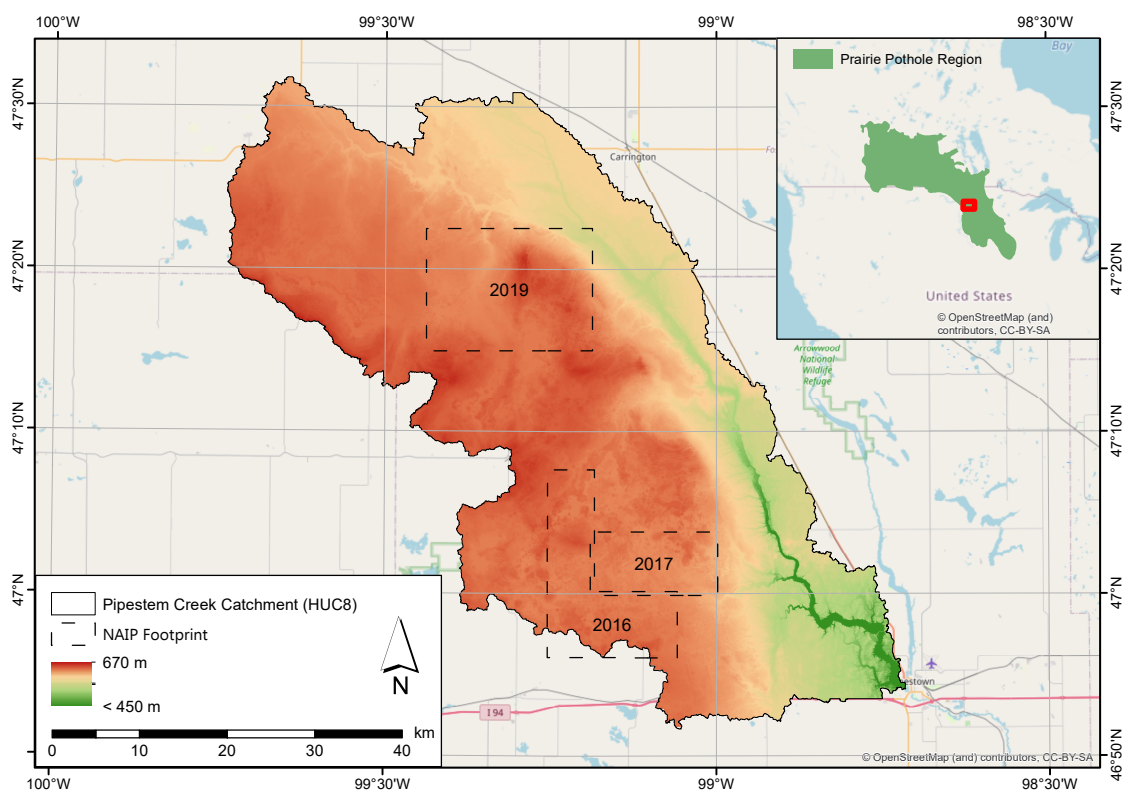 100°W 99°30'W 99°W 98°30'W
47°30'N
47°20'N
47°10'N
47°N
47°30'N
47°20'N
47°10'N
47°N
46°50'N
Bay
Prairie Pothole Region
United States
© OpenStreetMap (and)
contributors, CC-BY-SA
Carrington
Fo
2019
Arrowwood
National
Wildlife
Refuge
2017
2016
estown
I 94
Pipestem Creek Catchment (HUC8)
NAIP Footprint
670 m
< 450 m
N
km
0 10 20 30 40
© OpenStreetMap (and) contributors, CC-BY-SA
100°W 99°30'W 99°W 98°30'W